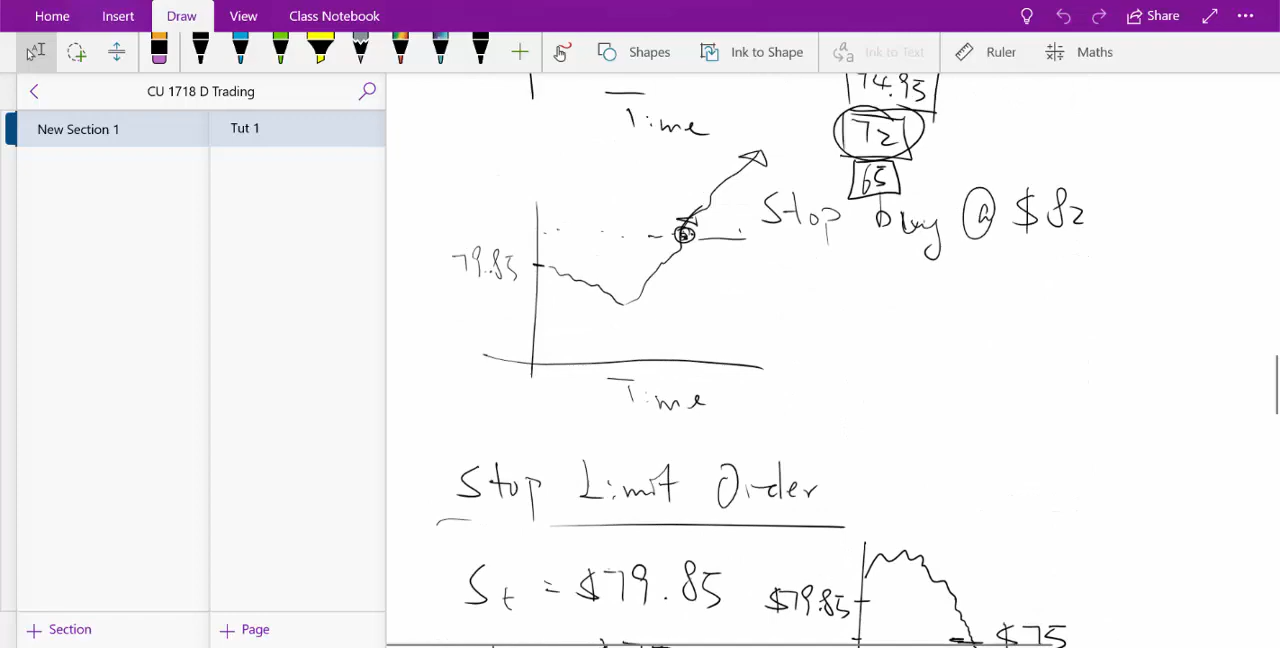 Home Insert Draw View Class Notebook Share
Shapes Ink to Shape Ink to Text Ruler Maths
CU 1718 D Trading
New Section 1 Tut 1
74.95
Time
72
65
Stop buy @ $82
79.85
Time
Stop Limit Order
St = $79.85
$79.85
$75
+ Section + Page